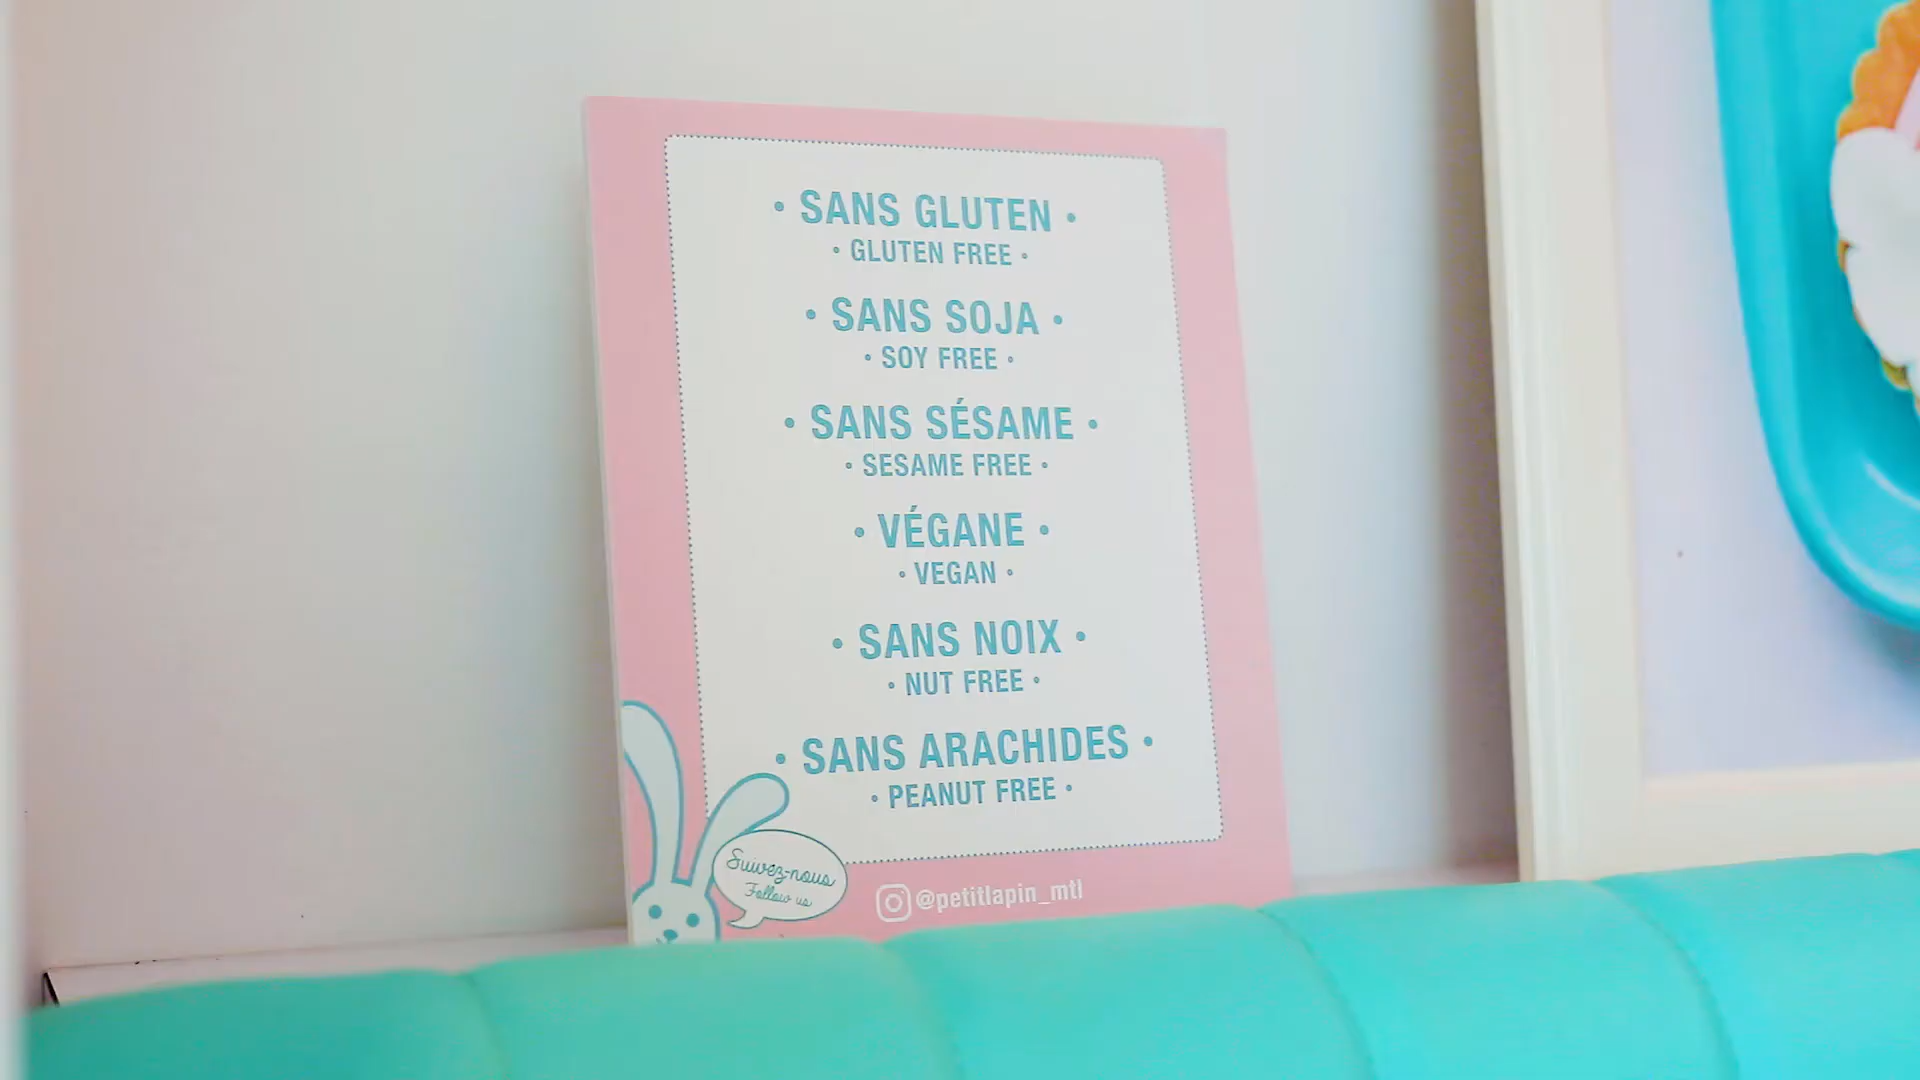 • SANS GLUTEN •
• GLUTEN FREE •
• SANS SOJA •
• SOY FREE •
• SANS SÉSAME •
• SESAME FREE •
• VÉGANE •
• VEGAN •
• SANS NOIX •
• NUT FREE •
• SANS ARACHIDES •
• PEANUT FREE •
Suivez-nous
Follow us
@petitlapin_mtl